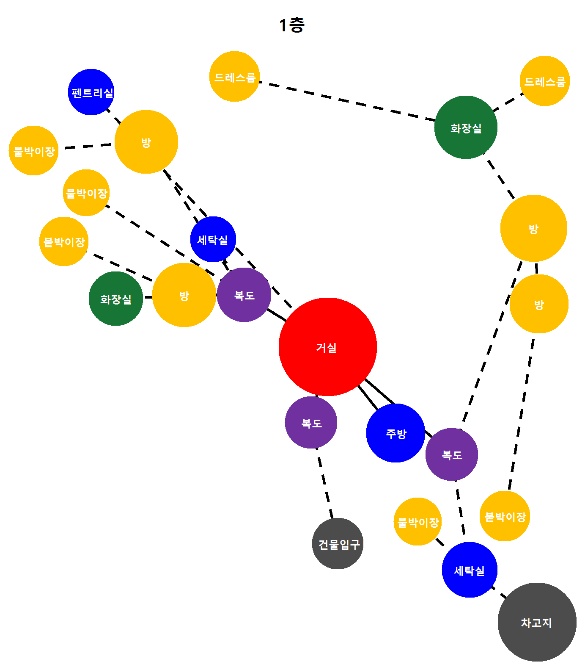 1층
드레스룸
드레스룸
펜트리실
화장실
방
붙박이장
붙박이장
방
세탁실
붙박이장
방
복도
화장실
방
거실
복도
주방
복도
붙박이장
붙박이장
건물입구
세탁실
차고지